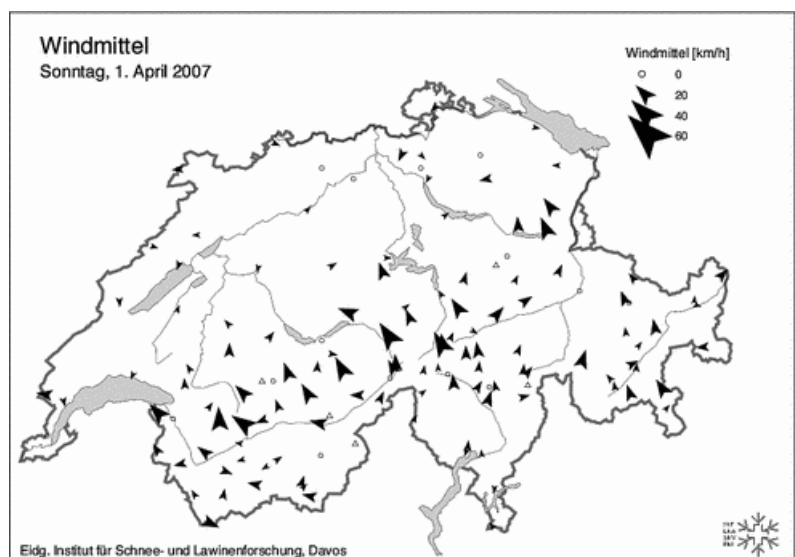 Windmittel
Sonntag, 1. April 2007
Windmittel [km/h]
0
20
40
60
Eidg. Institut für Schnee- und Lawinenforschung, Davos